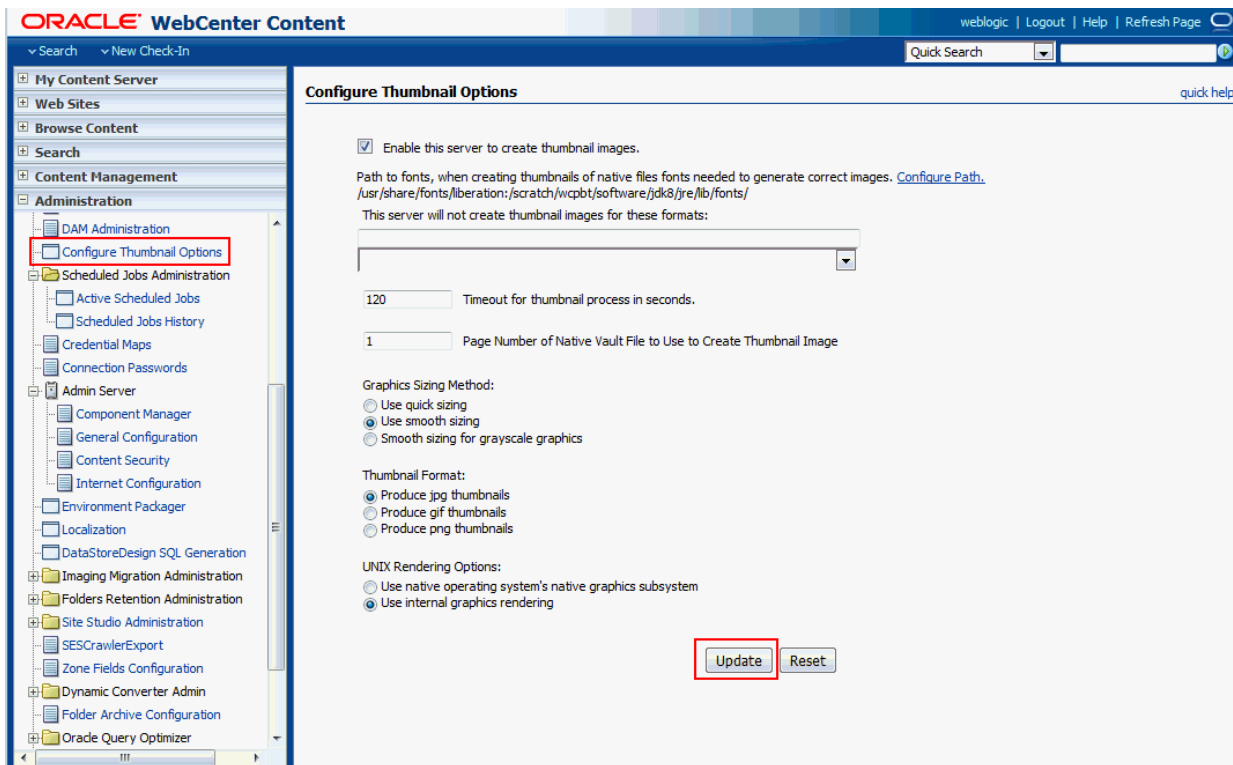 ORACLE WebCenter Content
weblogic | Logout | Help | Refresh Page
Search New Check-In
Quick Search
My Content Server
Web Sites
Browse Content
Search
Content Management
Administration
DAM Administration
Configure Thumbnail Options
Scheduled Jobs Administration
Active Scheduled Jobs
Scheduled Jobs History
Credential Maps
Connection Passwords
Admin Server
Component Manager
General Configuration
Content Security
Internet Configuration
Environment Packager
Localization
DataStoreDesign SQL Generation
Imaging Migration Administration
Folders Retention Administration
Site Studio Administration
SESCrawlerExport
Zone Fields Configuration
Dynamic Converter Admin
Folder Archive Configuration
Oracle Query Optimizer
Configure Thumbnail Options
quick help
Enable this server to create thumbnail images.
Path to fonts, when creating thumbnails of native files fonts needed to generate correct images. Configure Path.
/usr/share/fonts/liberation:/scratch/wcpbt/software/jdk8/jre/lib/fonts/
This server will not create thumbnail images for these formats:
120 Timeout for thumbnail process in seconds.
1 Page Number of Native Vault File to Use to Create Thumbnail Image
Graphics Sizing Method:
Use quick sizing
Use smooth sizing
Smooth sizing for grayscale graphics
Thumbnail Format:
Produce jpg thumbnails
Produce gif thumbnails
Produce png thumbnails
UNIX Rendering Options:
Use native operating system's native graphics subsystem
Use internal graphics rendering
Update Reset